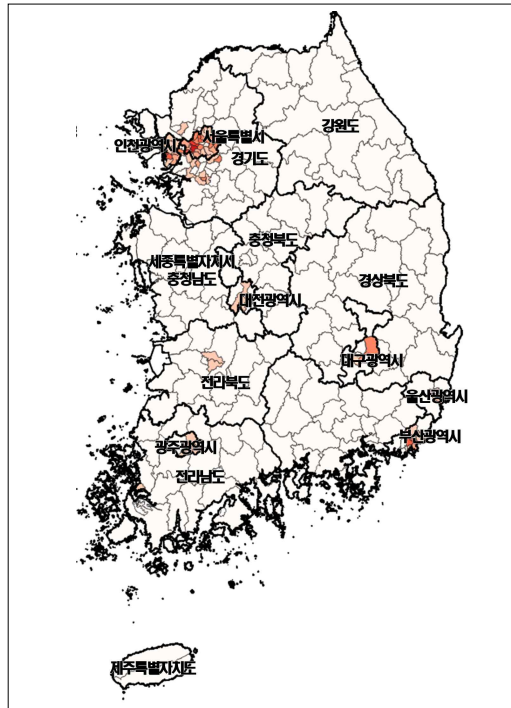 강원도
서울특별시
인천광역시
경기도
충청북도
세종특별자치시
충청남도
경상북도
대전광역시
대구광역시
전라북도
울산광역시
부산광역시
광주광역시
전라남도
제주특별자치도